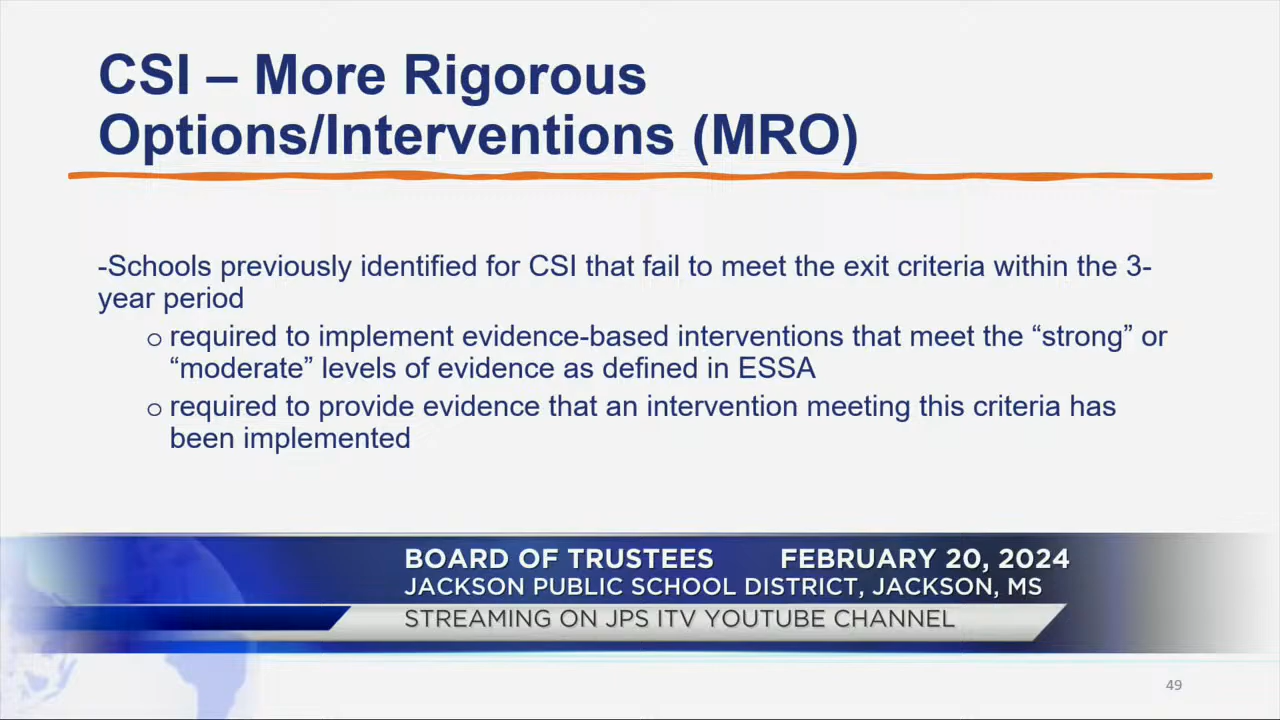 CSI – More Rigorous
Options/Interventions (MRO)
-Schools previously identified for CSI that fail to meet the exit criteria within the 3-
year period
o required to implement evidence-based interventions that meet the “strong” or
“moderate” levels of evidence as defined in ESSA
o required to provide evidence that an intervention meeting this criteria has
been implemented
BOARD OF TRUSTEES FEBRUARY 20, 2024
JACKSON PUBLIC SCHOOL DISTRICT, JACKSON, MS
STREAMING ON JPS ITV YOUTUBE CHANNEL
49